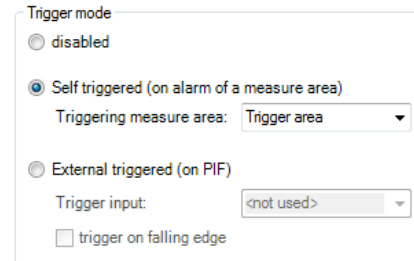 Trigger mode
disabled
Self triggered (on alarm of a measure area)
Triggering measure area: Trigger area
External triggered (on PIF)
Trigger input: <not used>
trigger on falling edge